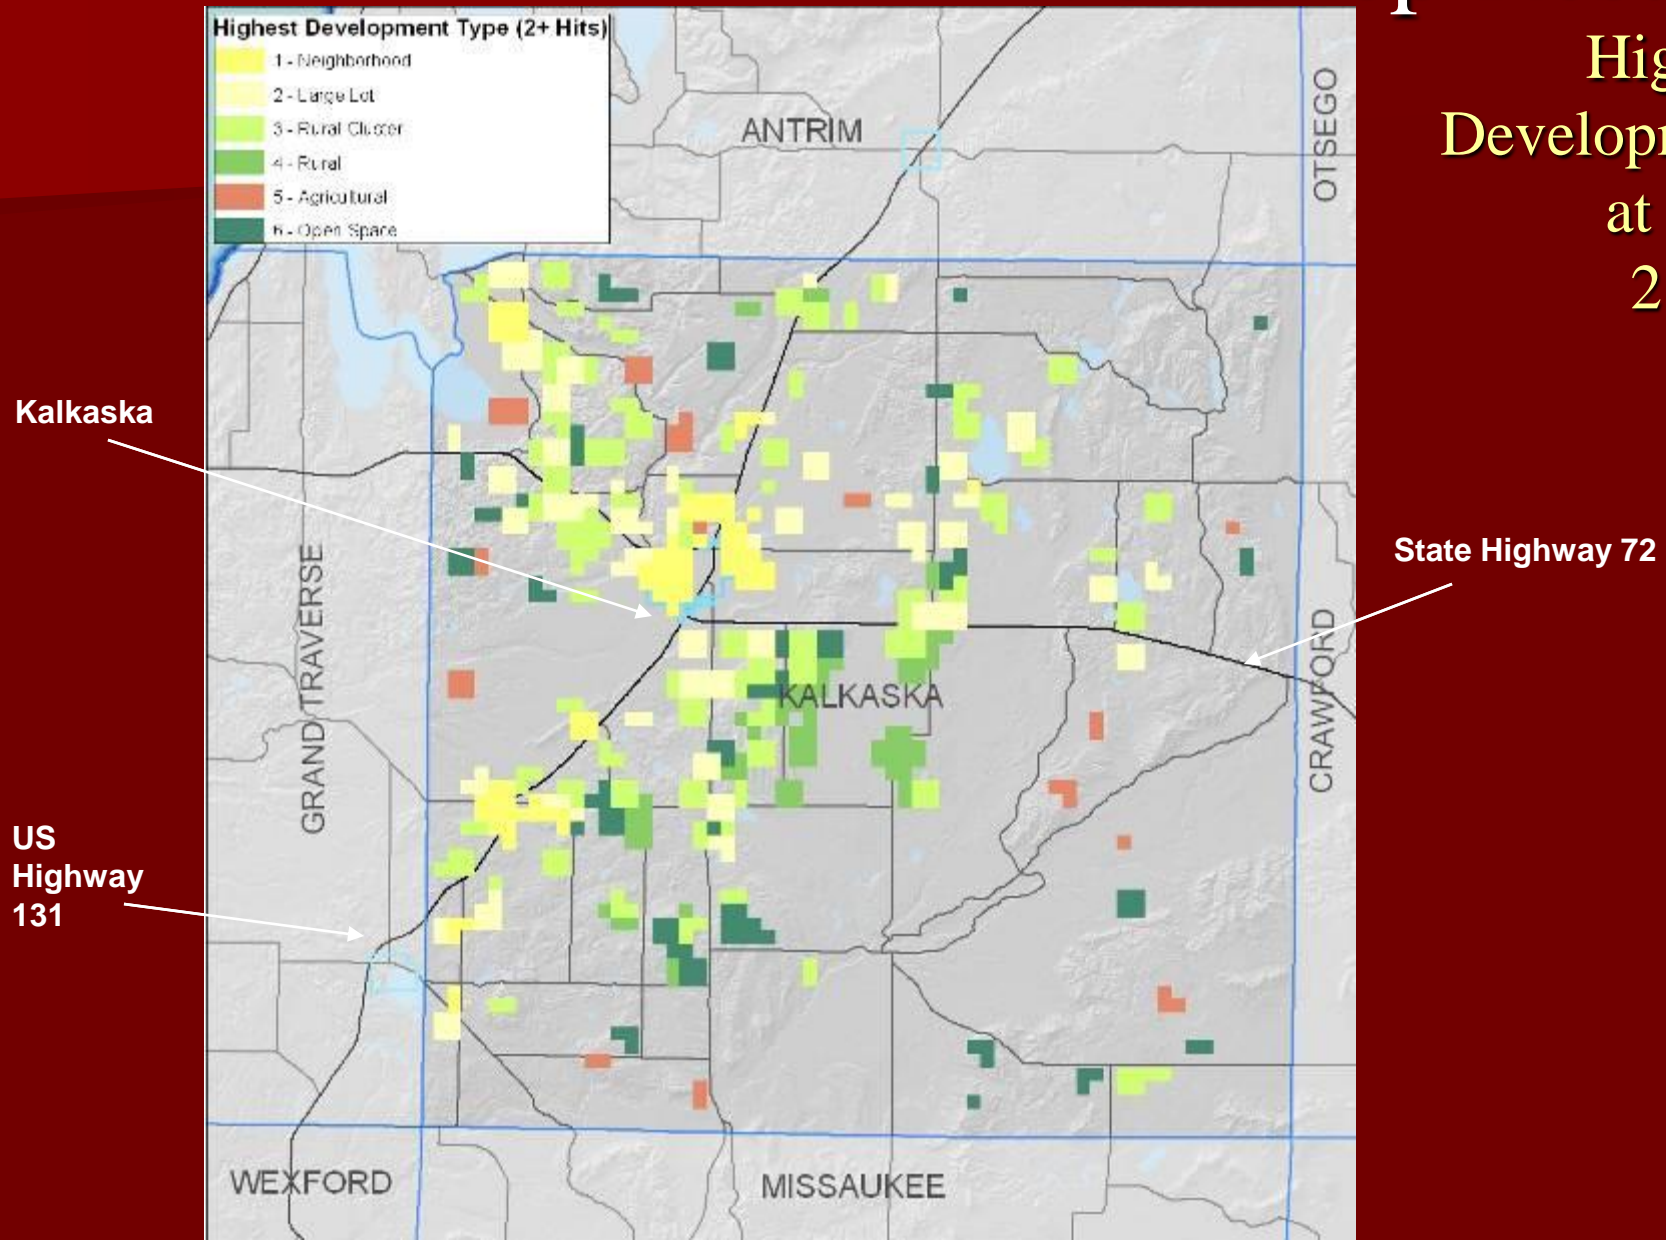 Highest Development Type (2+ Hits)
1 - Neighborhood
2 - Large Lot
3 - Rural Cluster
4 - Rural
5 - Agricultural
6 - Open Space
Hig
Developm
at
2
ANTRIM
OTSEGO
Kalkaska
State Highway 72
GRAND TRAVERSE
KALKASKA
CRAWFORD
US
Highway
131
WEXFORD
MISSAUKEE